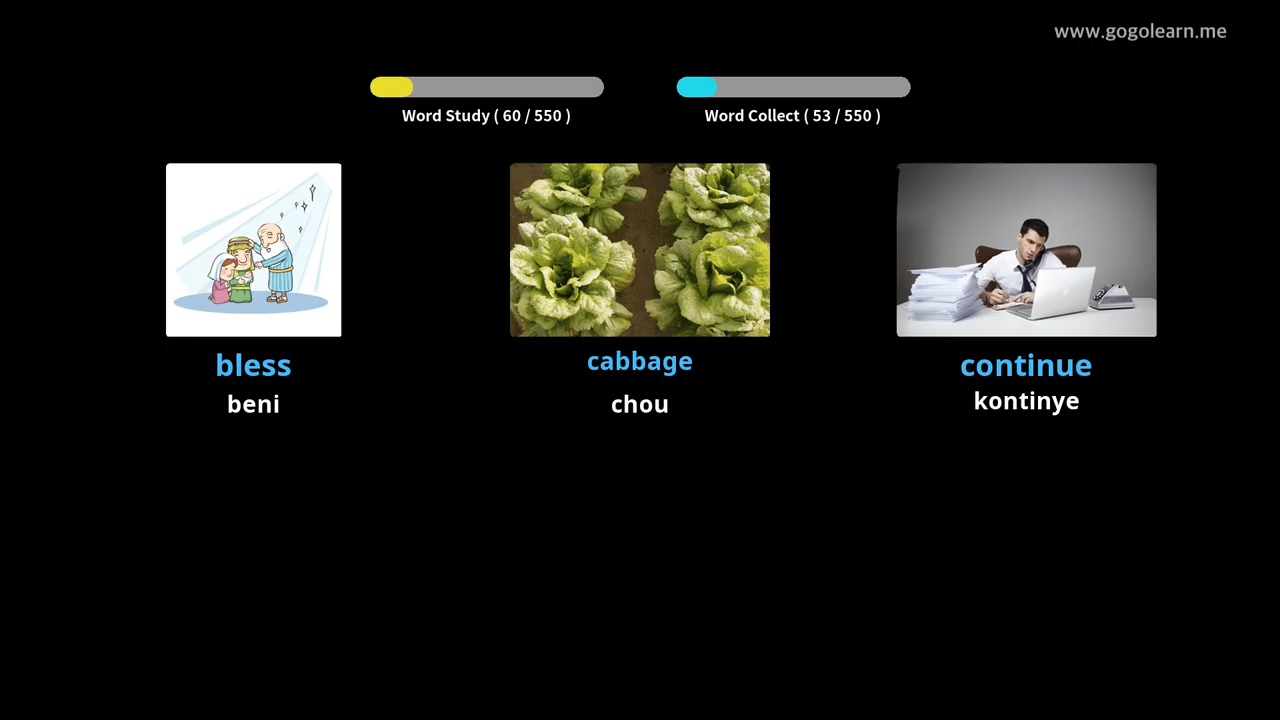 www.gogolearn.me
Word Study ( 60 / 550 )
Word Collect ( 53 / 550 )
bless
beni
cabbage
chou
continue
kontinye